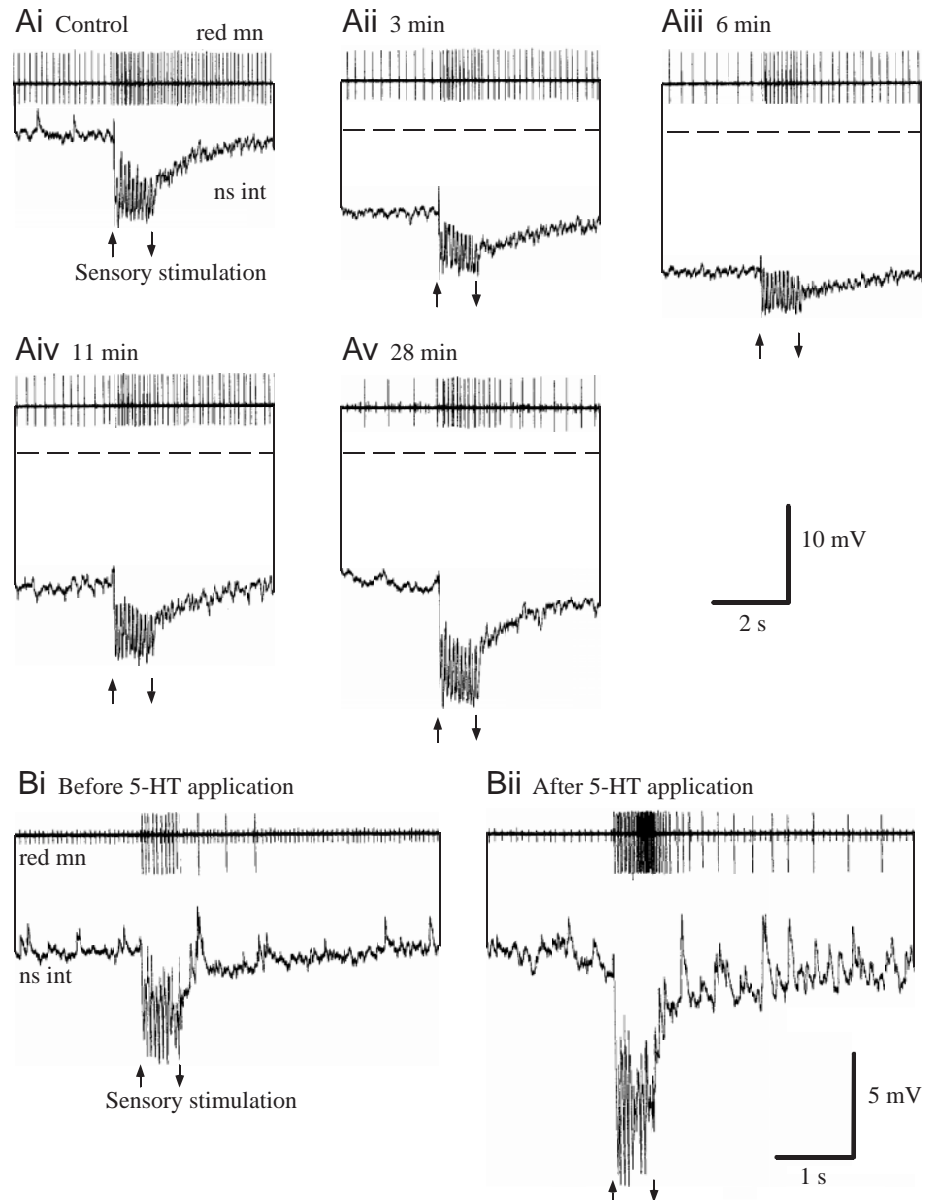 Ai Control
red mn
ns int
Sensory stimulation
Aii 3 min
Aiii 6 min
Aiv 11 min
Av 28 min
10 mV
2 s
Bi Before 5-HT application
red mn
ns int
Sensory stimulation
Bii After 5-HT application
5 mV
1 s